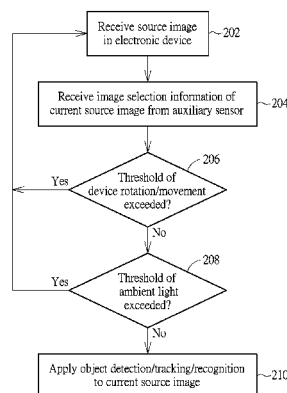 Receive source image
in electronic device
202
Receive image selection information of
current source image from auxiliary sensor
204
206
Threshold of
device rotation/movement
exceeded?
Yes
No
208
Threshold of
ambient light
exceeded?
Yes
No
Apply object detection/tracking/recognition
to current source image
210